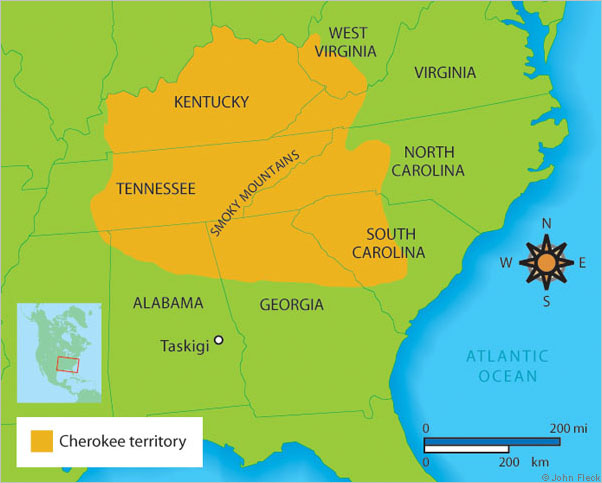 WEST
VIRGINIA
VIRGINIA
KENTUCKY
NORTH
CAROLINA
TENNESSEE
SMOKY MOUNTAINS
SOUTH
CAROLINA
N
W
E
S
ALABAMA
GEORGIA
Taskigi
ATLANTIC
OCEAN
Cherokee territory
0
200 mi
0
200
km
© John Fleck